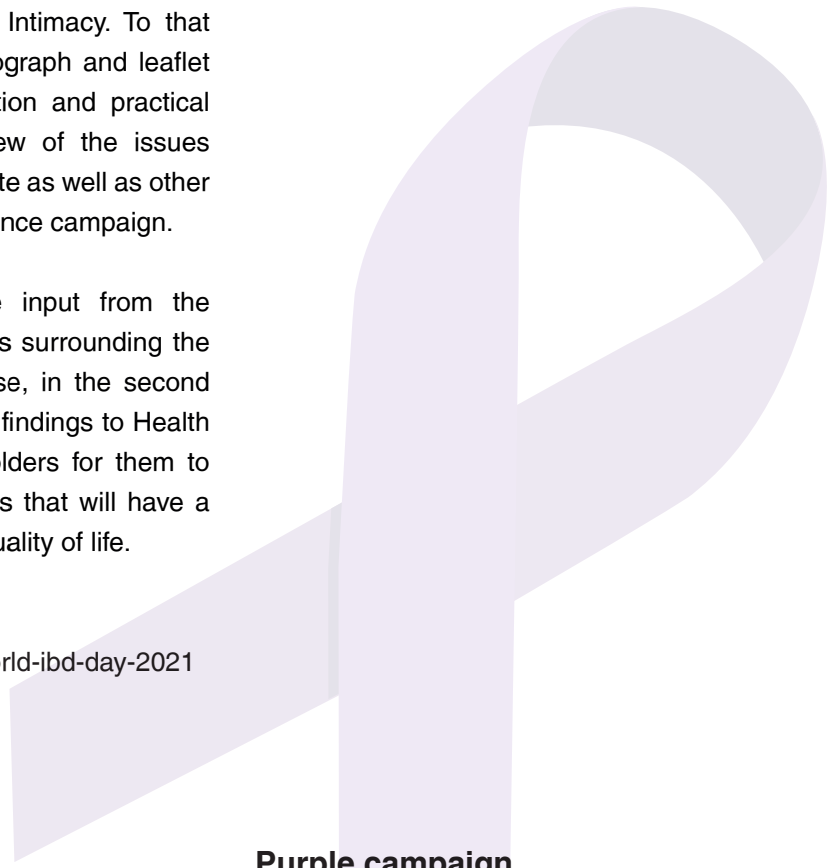 Intimacy. To that
ograph and leaflet
tion and practical
ew of the issues
te as well as other
nce campaign.
input from the
s surrounding the
se, in the second
findings to Health
olders for them to
s that will have a
uality of life.
rld-ibd-day-2021
Purple campaign